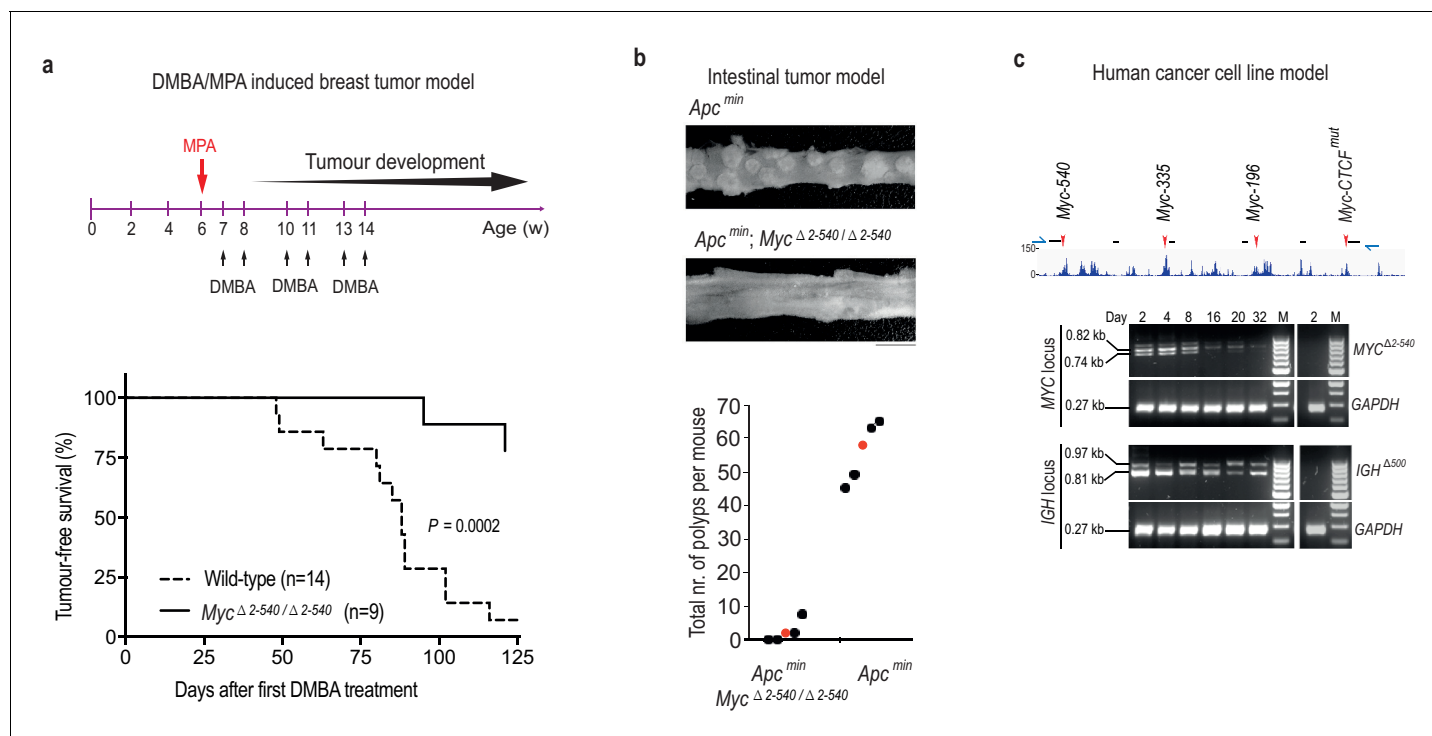 a
DMBA/MPA induced breast tumor model
MPA
Tumour development
0 2 4 6 7 8 10 11 13 14 Age (w)
DMBA DMBA DMBA
Tumour-free survival (%)
100
75
50
25
0
P = 0.0002
Wild-type (n=14)
Myc Δ 2-540 / Δ 2-540 (n=9)
0 25 50 75 100 125
Days after first DMBA treatment
b
Intestinal tumor model
Apc min
Apc min; Myc Δ 2-540 / Δ 2-540
Total nr. of polyps per mouse
70
60
50
40
30
20
10
0
Apc min Apc min
Myc Δ 2-540 / Δ 2-540
c
Human cancer cell line model
Myc-540
Myc-335
Myc-196
Myc-CTCF mut
150
0
Day 2 4 8 16 20 32 M 2 M
MYC locus
0.82 kb
0.74 kb
MYC Δ2-540
0.27 kb
GAPDH
IGH locus
0.97 kb
0.81 kb
IGH Δ500
0.27 kb
GAPDH